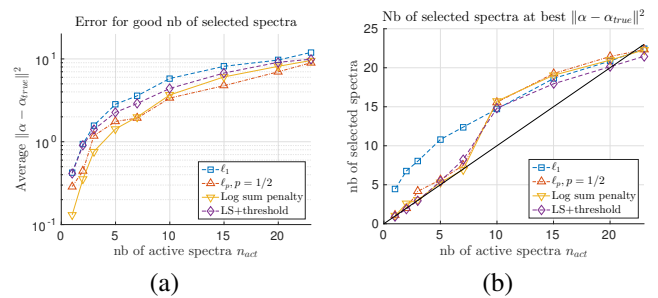 Error for good nb of selected spectra
Average ‖α − α_true‖²
10¹
10⁰
10⁻¹
0 5 10 15 20
nb of active spectra n_act
ℓ₁
ℓ_p, p = 1/2
Log sum penalty
LS+threshold
(a)
Nb of selected spectra at best ‖α − α_true‖²
nb of selected spectra
25
20
15
10
5
0
0 5 10 15 20
nb of active spectra n_act
ℓ₁
ℓ_p, p = 1/2
Log sum penalty
LS+threshold
(b)